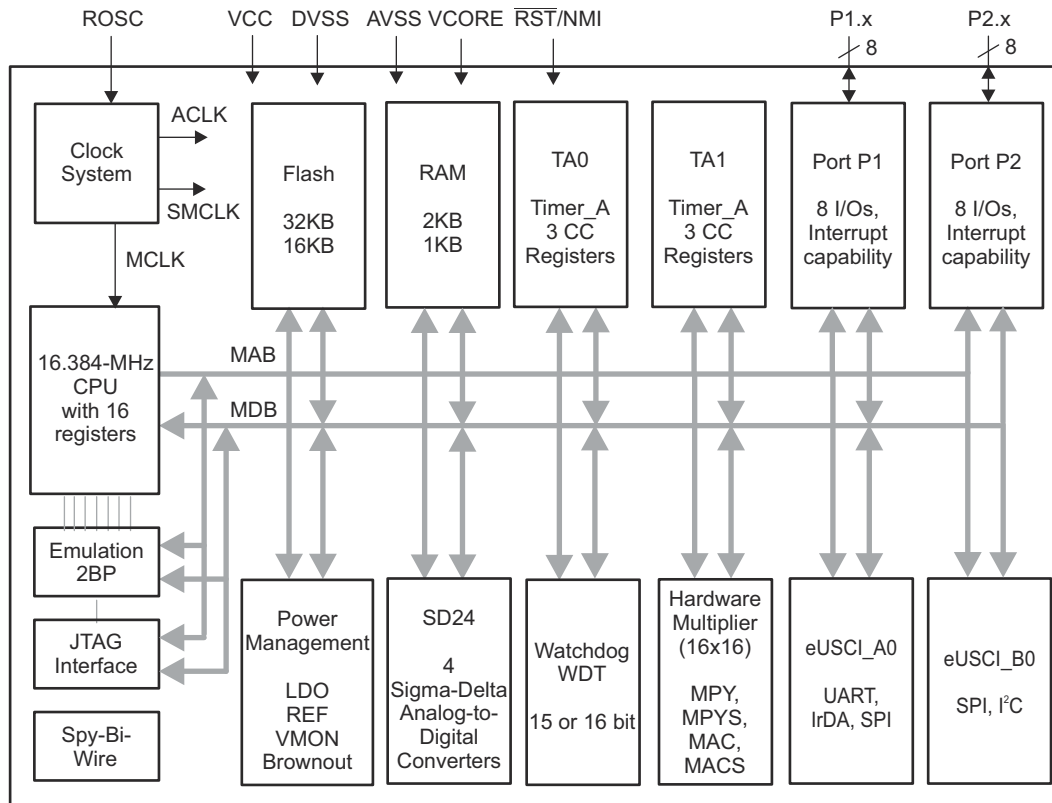 ROSC
VCC
DVSS
AVSS
VCORE
RST/NMI
P1.x
P2.x
8
8
Clock
System
ACLK
SMCLK
MCLK
Flash
32KB
16KB
RAM
2KB
1KB
TA0
Timer_A
3 CC
Registers
TA1
Timer_A
3 CC
Registers
Port P1
8 I/Os,
Interrupt
capability
Port P2
8 I/Os,
Interrupt
capability
16.384-MHz
CPU
with 16
registers
MAB
MDB
Emulation
2BP
JTAG
Interface
Spy-Bi-
Wire
Power
Management
LDO
REF
VMON
Brownout
SD24
4
Sigma-Delta
Analog-to-
Digital
Converters
Watchdog
WDT
15 or 16 bit
Hardware
Multiplier
(16x16)
MPY,
MPYS,
MAC,
MACS
eUSCI_A0
UART,
IrDA, SPI
eUSCI_B0
SPI, I²C